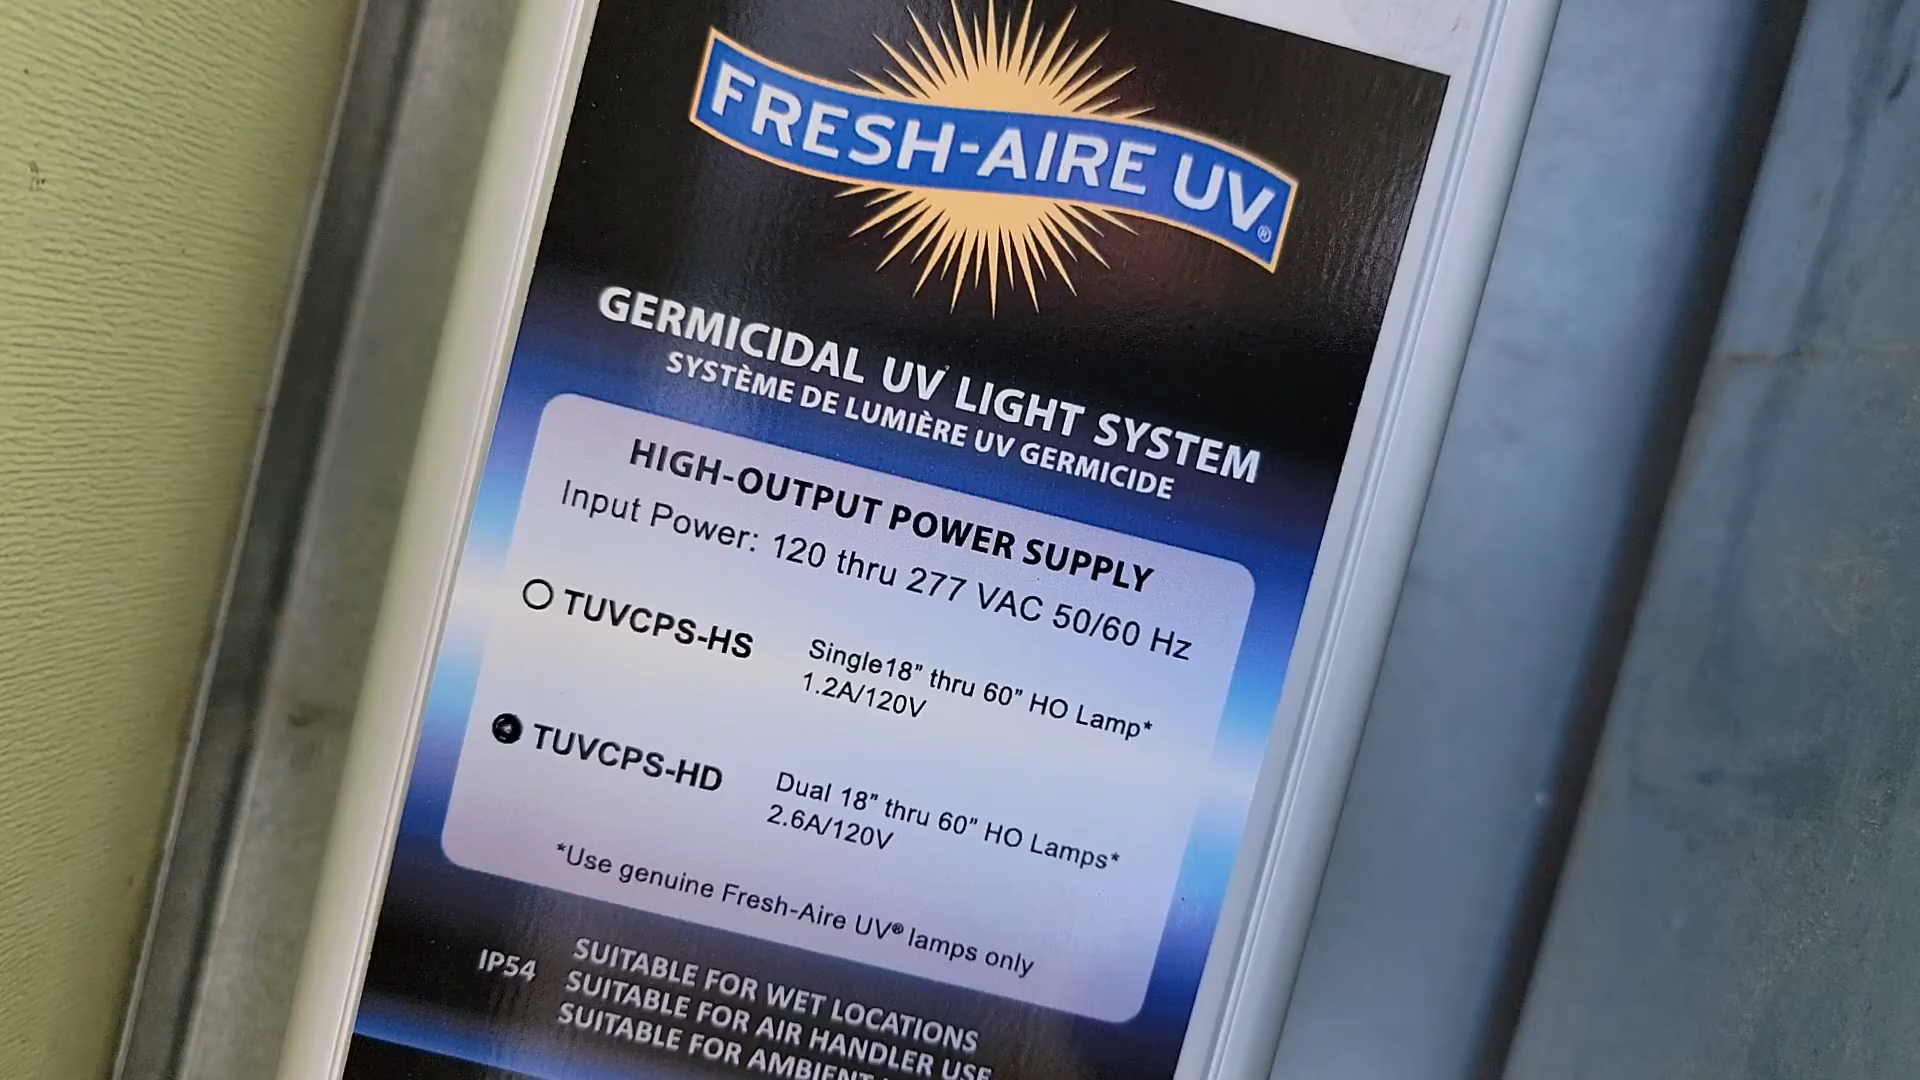 FRESH-AIRE UV®
GERMICIDAL UV LIGHT SYSTEM
SYSTÈME DE LUMIÈRE UV GERMICIDE
HIGH-OUTPUT POWER SUPPLY
Input Power: 120 thru 277 VAC 50/60 Hz
TUVCPS-HS Single18” thru 60” HO Lamp*
1.2A/120V
TUVCPS-HD Dual 18” thru 60” HO Lamps*
2.6A/120V
*Use genuine Fresh-Aire UV® lamps only
IP54 SUITABLE FOR WET LOCATIONS
SUITABLE FOR AIR HANDLER USE
SUITABLE FOR AMBIENT